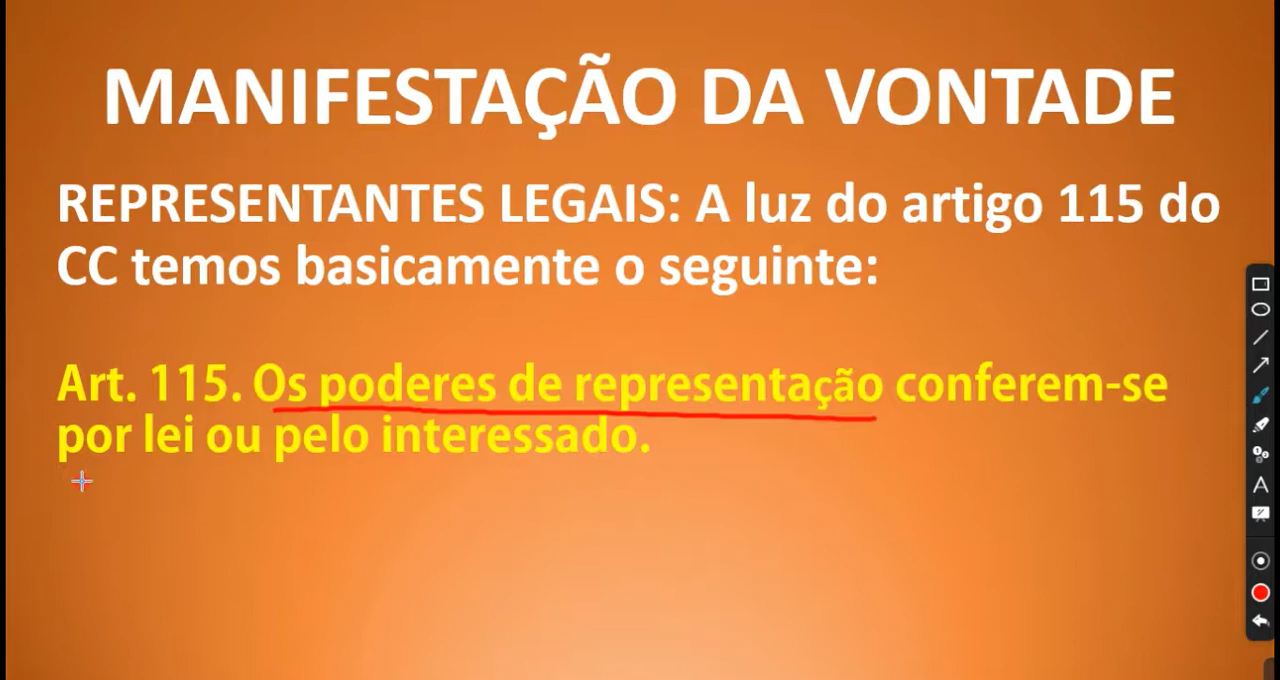 MANIFESTAÇÃO DA VONTADE
REPRESENTANTES LEGAIS: A luz do artigo 115 do
CC temos basicamente o seguinte:
Art. 115. Os poderes de representação conferem-se
por lei ou pelo interessado.